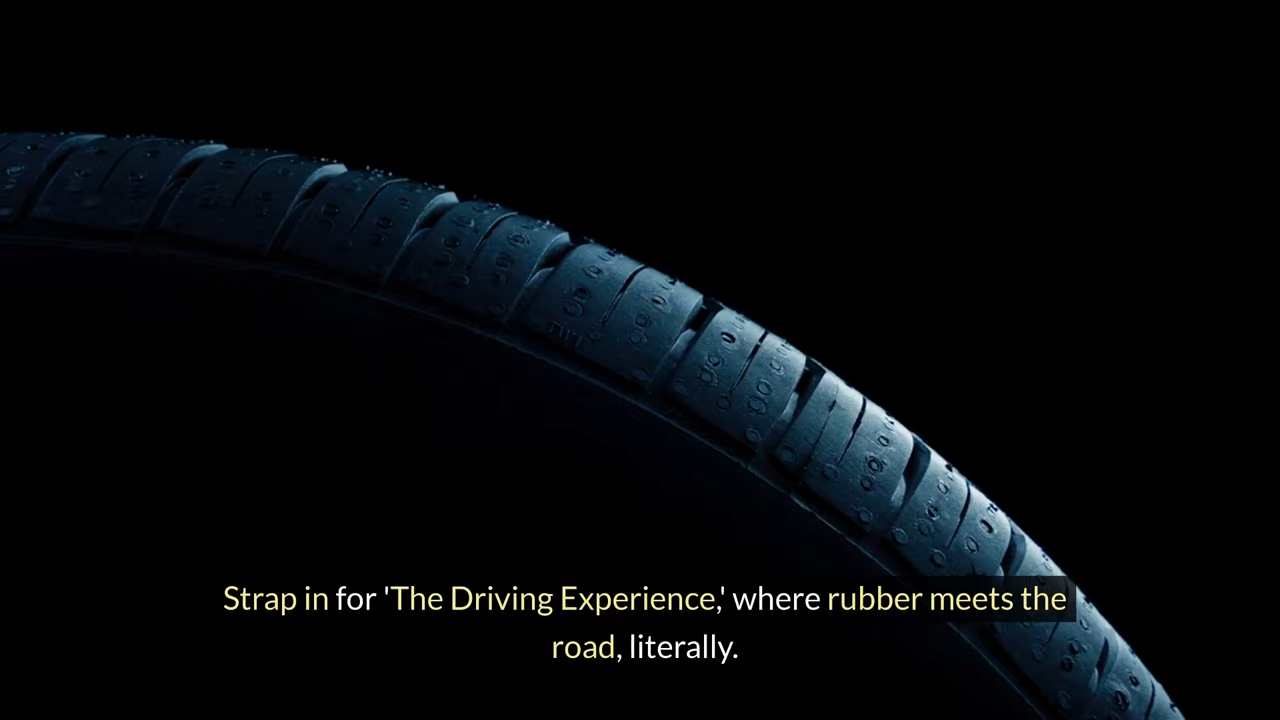 Strap in for 'The Driving Experience,' where rubber meets the
road, literally.